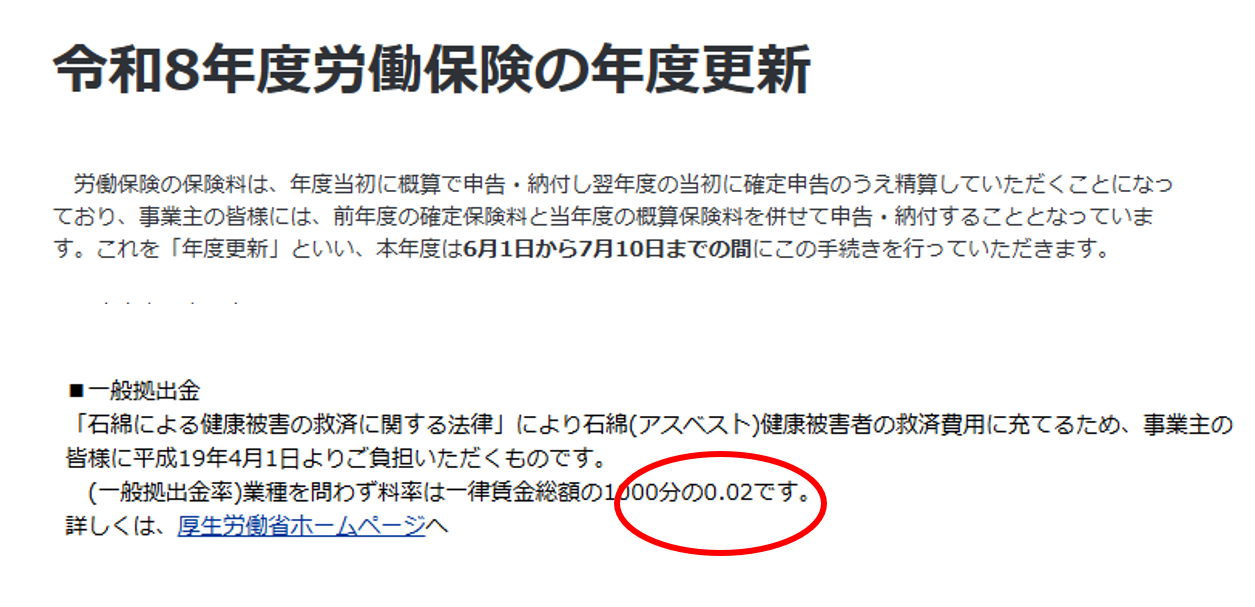 令和8年度労働保険の年度更新
労働保険の保険料は、年度当初に概算で申告・納付し翌年度の当初に確定申告のうえ精算していただくことになっ
ており、事業主の皆様には、前年度の確定保険料と当年度の概算保険料を併せて申告・納付することとなっていま
す。これを「年度更新」といい、本年度は6月1日から7月10日までの間にこの手続きを行っていただきます。
■一般拠出金
「石綿による健康被害の救済に関する法律」により石綿(アスベスト)健康被害者の救済費用に充てるため、事業主の
皆様に平成19年4月1日よりご負担いただくものです。
(一般拠出金率)業種を問わず料率は一律賃金総額の1000分の0.02です。
詳しくは、厚生労働省ホームページへ